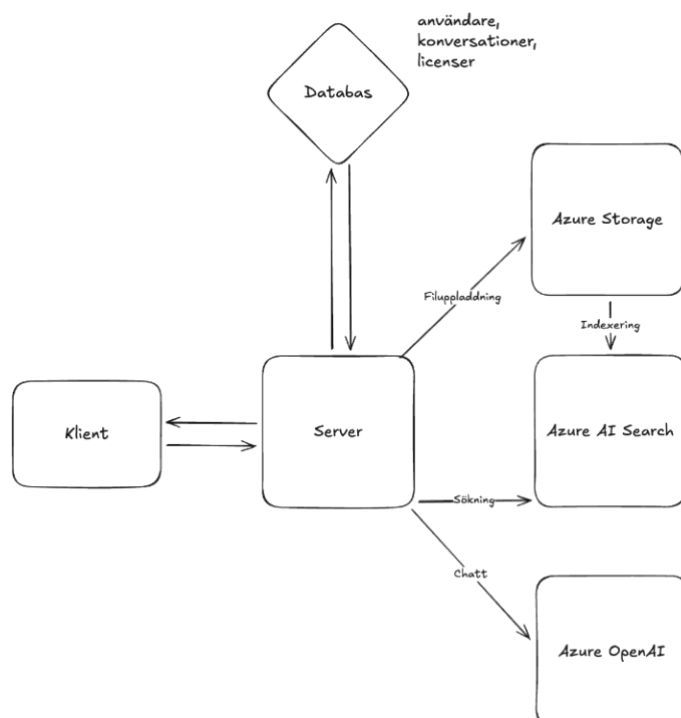 användare,
konversationer,
licenser
Databas
Azure Storage
Filuppladdning
Indexering
Klient
Server
Azure AI Search
Sökning
Chatt
Azure OpenAI